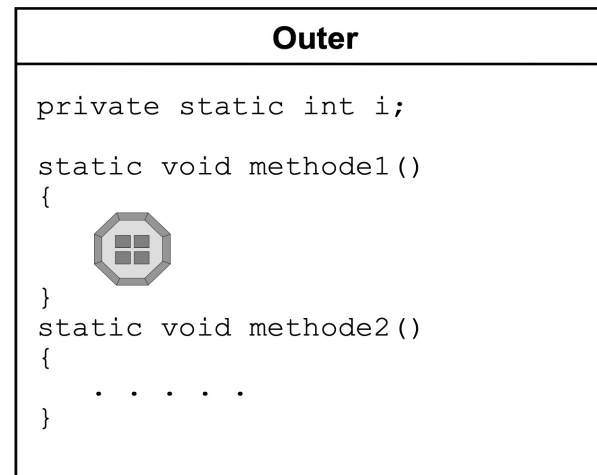 Outer
private static int i;
static void methode1()
{
}
static void methode2()
{
. . . . .
}